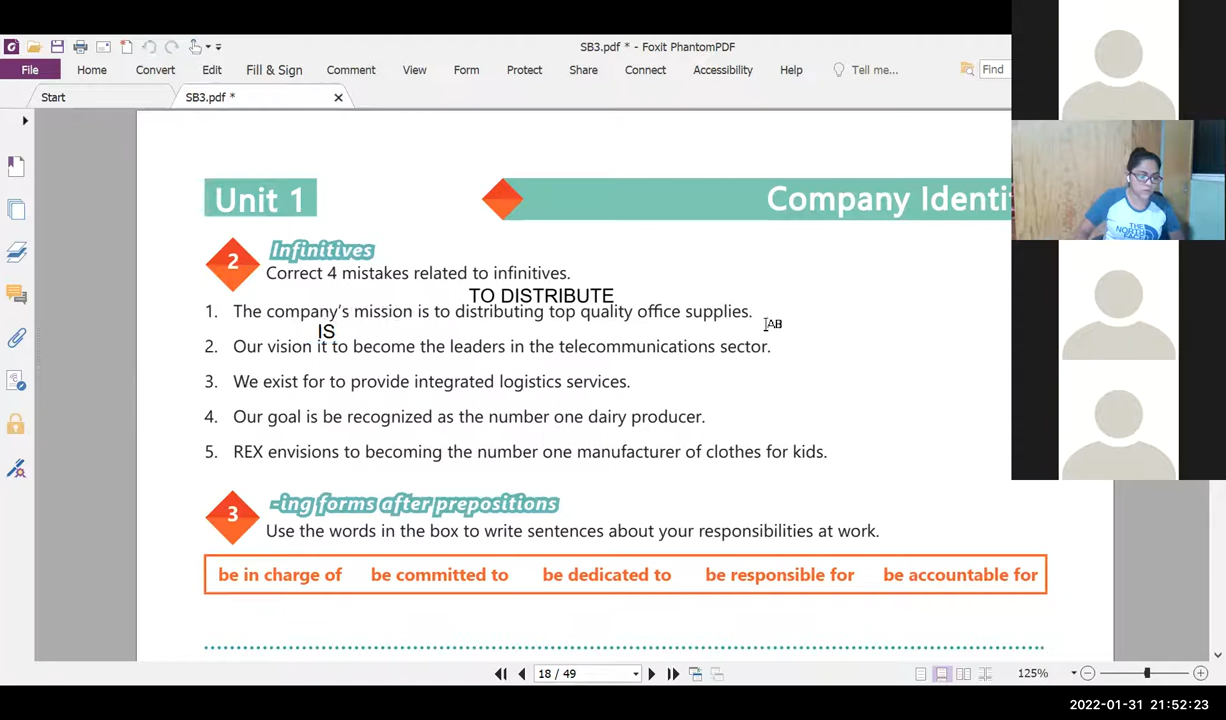 SB3.pdf * - Foxit PhantomPDF
File Home Convert Edit Fill & Sign Comment View Form Protect Share Connect Accessibility Help Tell me... Find
Start SB3.pdf *
Unit 1
Company Identi
2 Infinitives
Correct 4 mistakes related to infinitives.
TO DISTRIBUTE
1. The company's mission is to distributing top quality office supplies.
IS
2. Our vision it to become the leaders in the telecommunications sector.
3. We exist for to provide integrated logistics services.
4. Our goal is be recognized as the number one dairy producer.
5. REX envisions to becoming the number one manufacturer of clothes for kids.
3 -ing forms after prepositions
Use the words in the box to write sentences about your responsibilities at work.
be in charge of be committed to be dedicated to be responsible for be accountable for
18 / 49
125%
THE NORTH FACE
2022-01-31 21:52:23